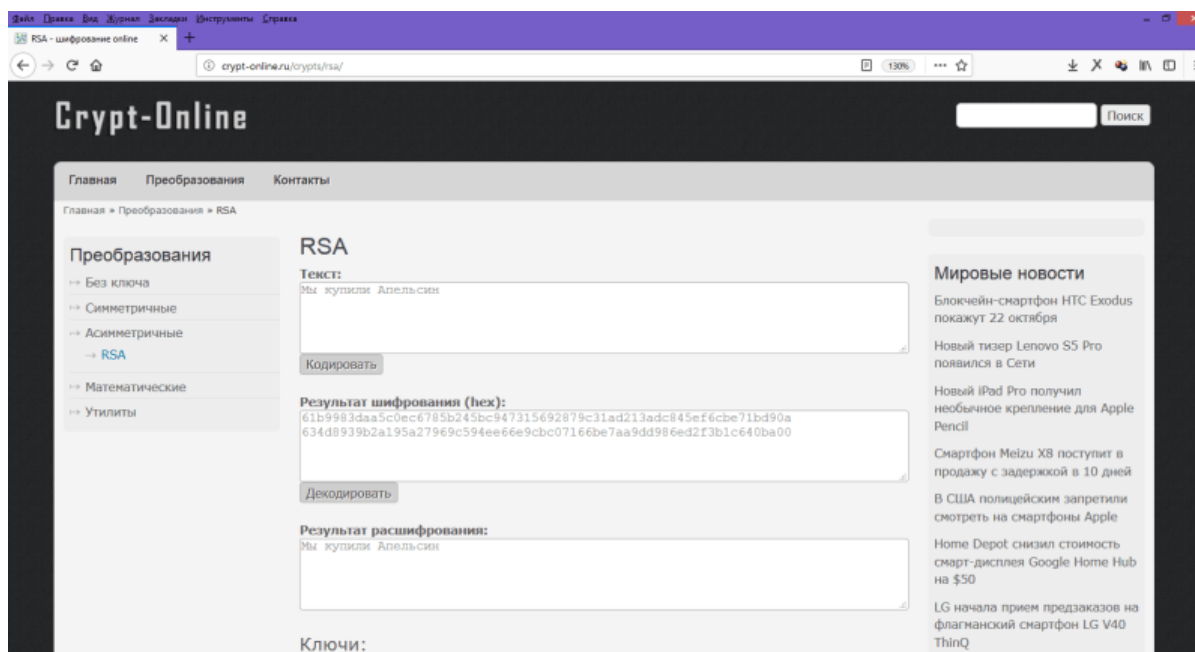 Файл Правка Вид Журнал Закладки Инструменты Справка
RSA - шифрование online
crypt-online.ru/crypts/rsa/
130%
Crypt-Online
Поиск
Главная Преобразования Контакты
Главная » Преобразования » RSA
Преобразования
Без ключа
Симметричные
Асимметричные
RSA
Математические
Утилиты
RSA
Текст:
Мы купили Апельсин
Кодировать
Результат шифрования (hex):
61b9983daa5c0ec6785b245bc947315692879c31ad213adc845ef6cbe71bd90a
634d8939b2a195a27969c594ee66e9cbc07166be7aa9dd986ed2f3b1c640ba00
Декодировать
Результат расшифрования:
Мы купили Апельсин
Ключи:
Мировые новости
Блокчейн-смартфон HTC Exodus
покажут 22 октября
Новый тизер Lenovo S5 Pro
появился в Сети
Новый iPad Pro получил
необычное крепление для Apple
Pencil
Смартфон Meizu X8 поступит в
продажу с задержкой в 10 дней
В США полицейским запретили
смотреть на смартфоны Apple
Home Depot снизил стоимость
смарт-дисплея Google Home Hub
на $50
LG начала прием предзаказов на
флагманский смартфон LG V40
ThinQ